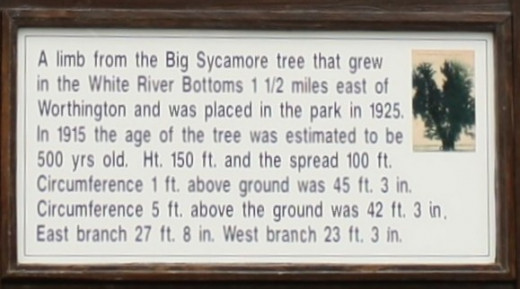 A limb from the Big Sycamore tree that grew
in the White River Bottoms 1 1/2 miles east of
Worthington and was placed in the park in 1925.
In 1915 the age of the tree was estimated to be
500 yrs old. Ht. 150 ft. and the spread 100 ft.
Circumference 1 ft. above ground was 45 ft. 3 in.
Circumference 5 ft. above the ground was 42 ft. 3 in.
East branch 27 ft. 8 in. West branch 23 ft. 3 in.